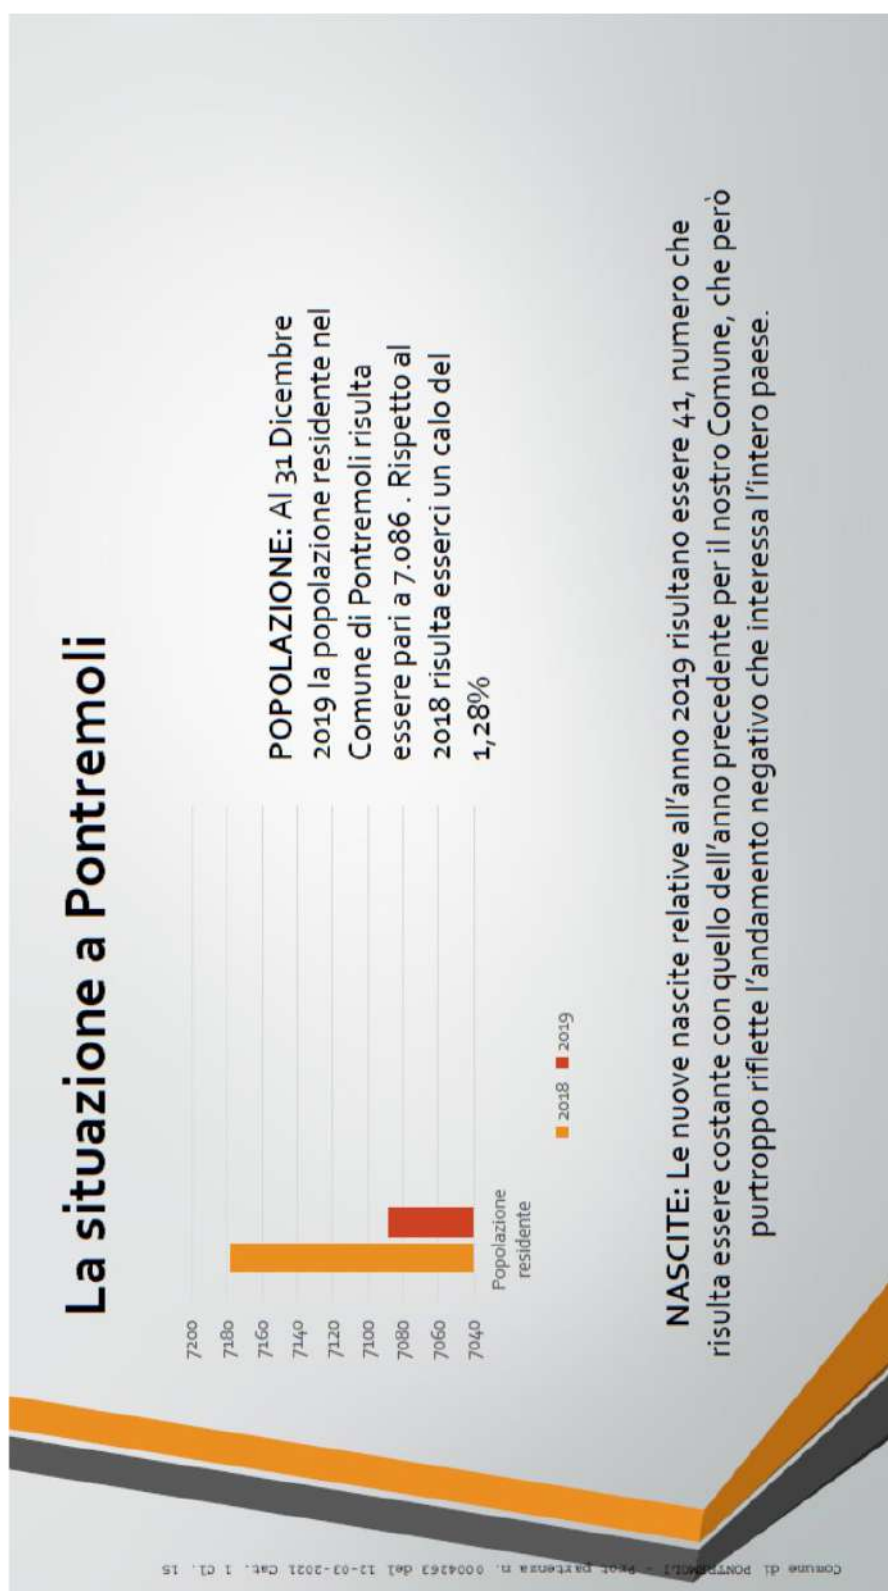 La situazione a Pontremoli
7200
7180
7160
7140
7120
7100
7080
7060
7040
Popolazione
residente
2018 2019
POPOLAZIONE: Al 31 Dicembre
2019 la popolazione residente nel
Comune di Pontremoli risulta
essere pari a 7.086 . Rispetto al
2018 risulta esserci un calo del
1,28%
NASCITE: Le nuove nascite relative all'anno 2019 risultano essere 41, numero che
risulta essere costante con quello dell'anno precedente per il nostro Comune, che però
purtroppo riflette l'andamento negativo che interessa l'intero paese.
Comune di PONTREMOLI - Prot partenza n. 0004263 del 12-03-2021 Cat. 1 Cl. 15